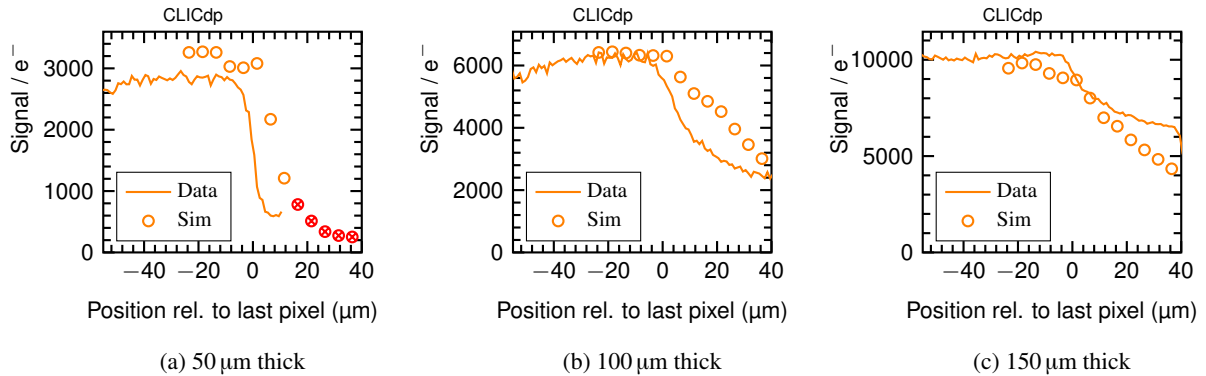 CLICdp
Signal / e⁻
3000
2000
1000
0
−40 −20 0 20 40
Data
Sim
Position rel. to last pixel (μm)
(a) 50 μm thick
CLICdp
Signal / e⁻
6000
4000
2000
0
−40 −20 0 20 40
Data
Sim
Position rel. to last pixel (μm)
(b) 100 μm thick
CLICdp
Signal / e⁻
10000
5000
0
−40 −20 0 20 40
Data
Sim
Position rel. to last pixel (μm)
(c) 150 μm thick